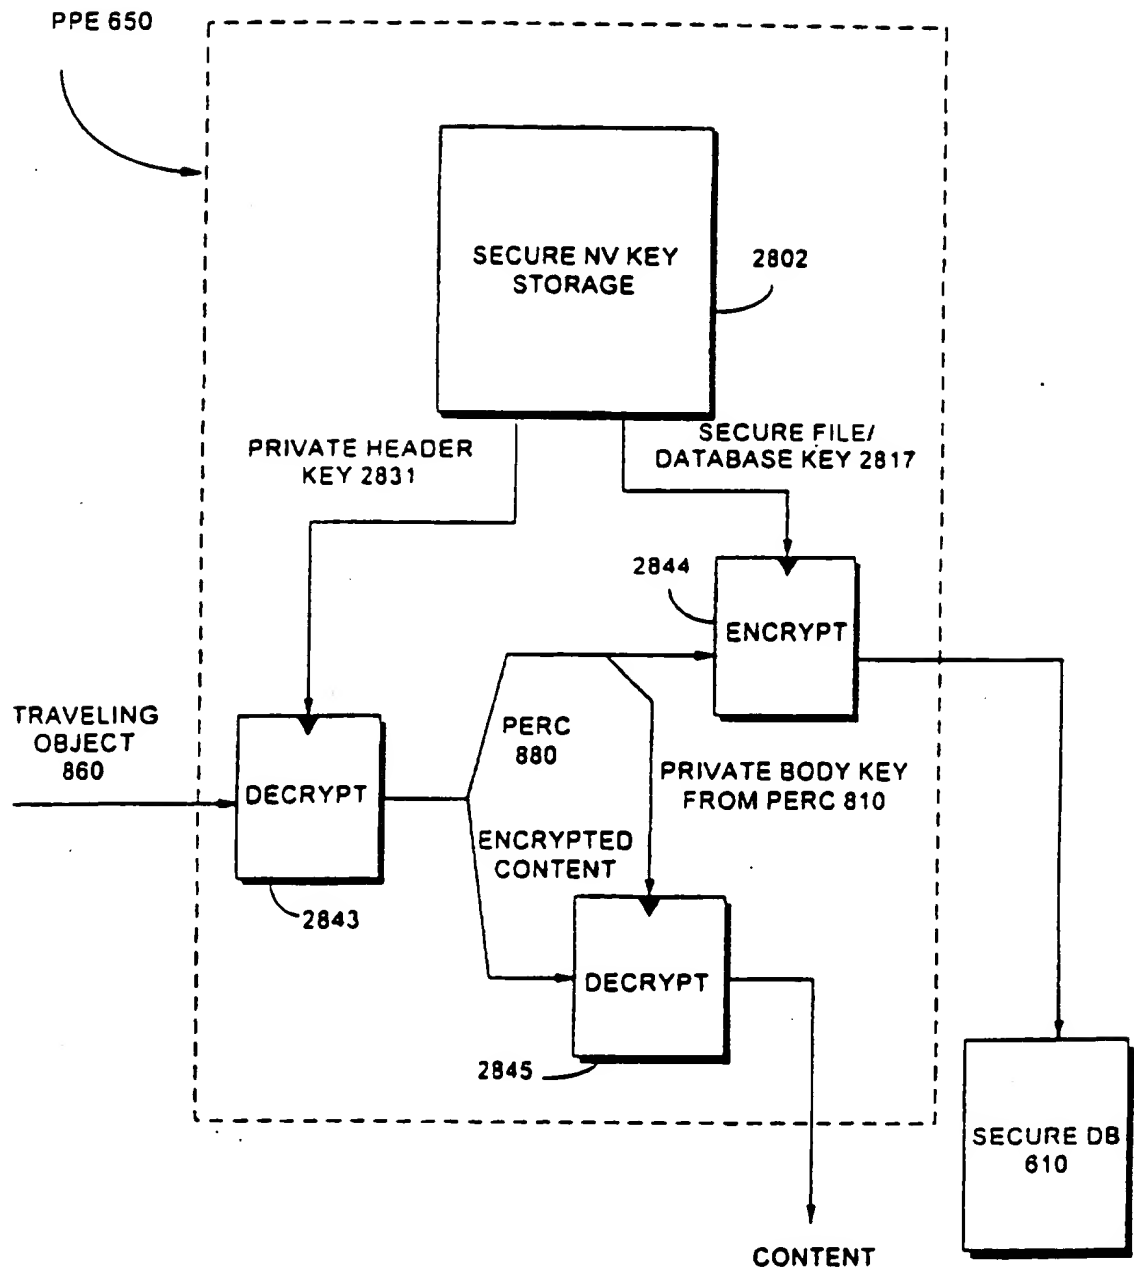 PPE 650
SECURE NV KEY
STORAGE
2802
PRIVATE HEADER
KEY 2831
SECURE FILE/
DATABASE KEY 2817
2844
ENCRYPT
TRAVELING
OBJECT
860
DECRYPT
PERC
880
PRIVATE BODY KEY
FROM PERC 810
ENCRYPTED
CONTENT
2843
DECRYPT
2845
SECURE DB
610
CONTENT